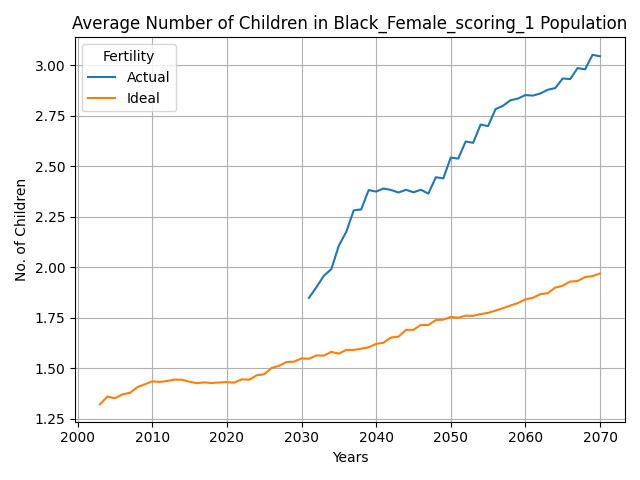 Average Number of Children in Black_Female_scoring_1 Population
Fertility
Actual
Ideal
3.00
2.75
2.50
2.25
2.00
1.75
1.50
1.25
No. of Children
2000 2010 2020 2030 2040 2050 2060 2070
Years